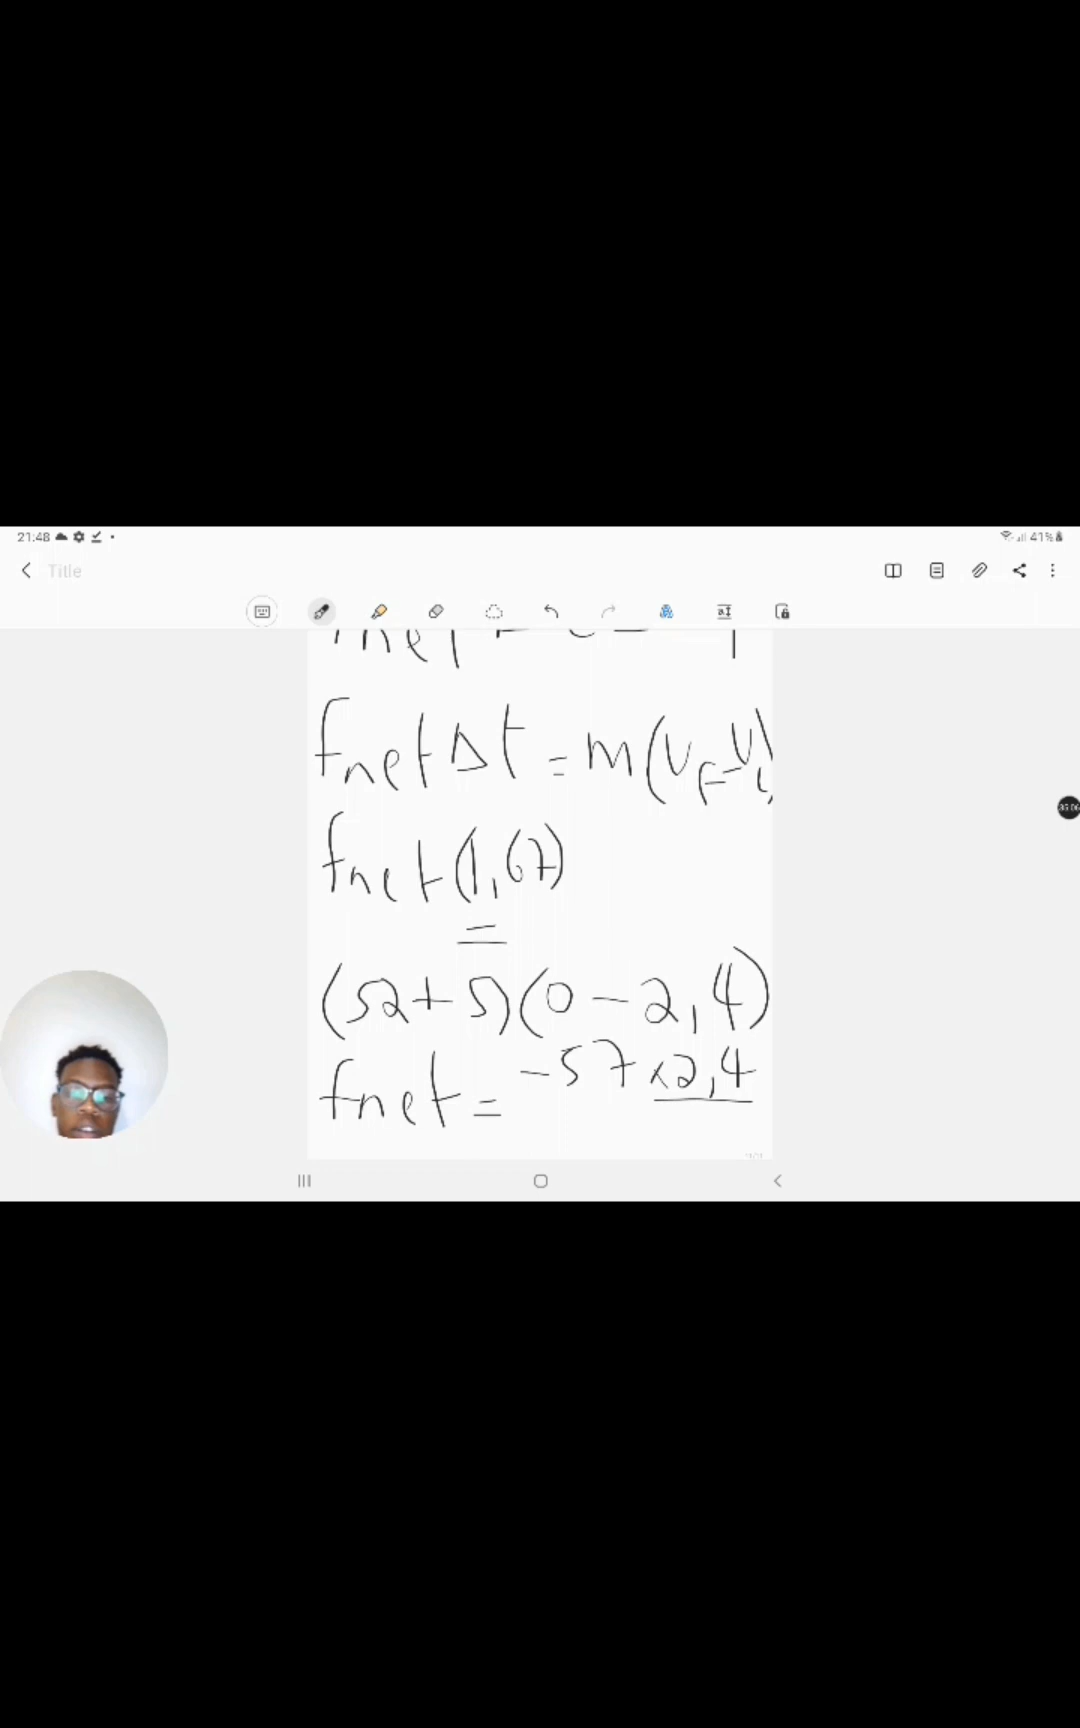 21:48
41%
Title
fnetΔt = m(vf-vi)
fnet(1,67)
=
(52+5)(0-2,4)
fnet = -57×2,4